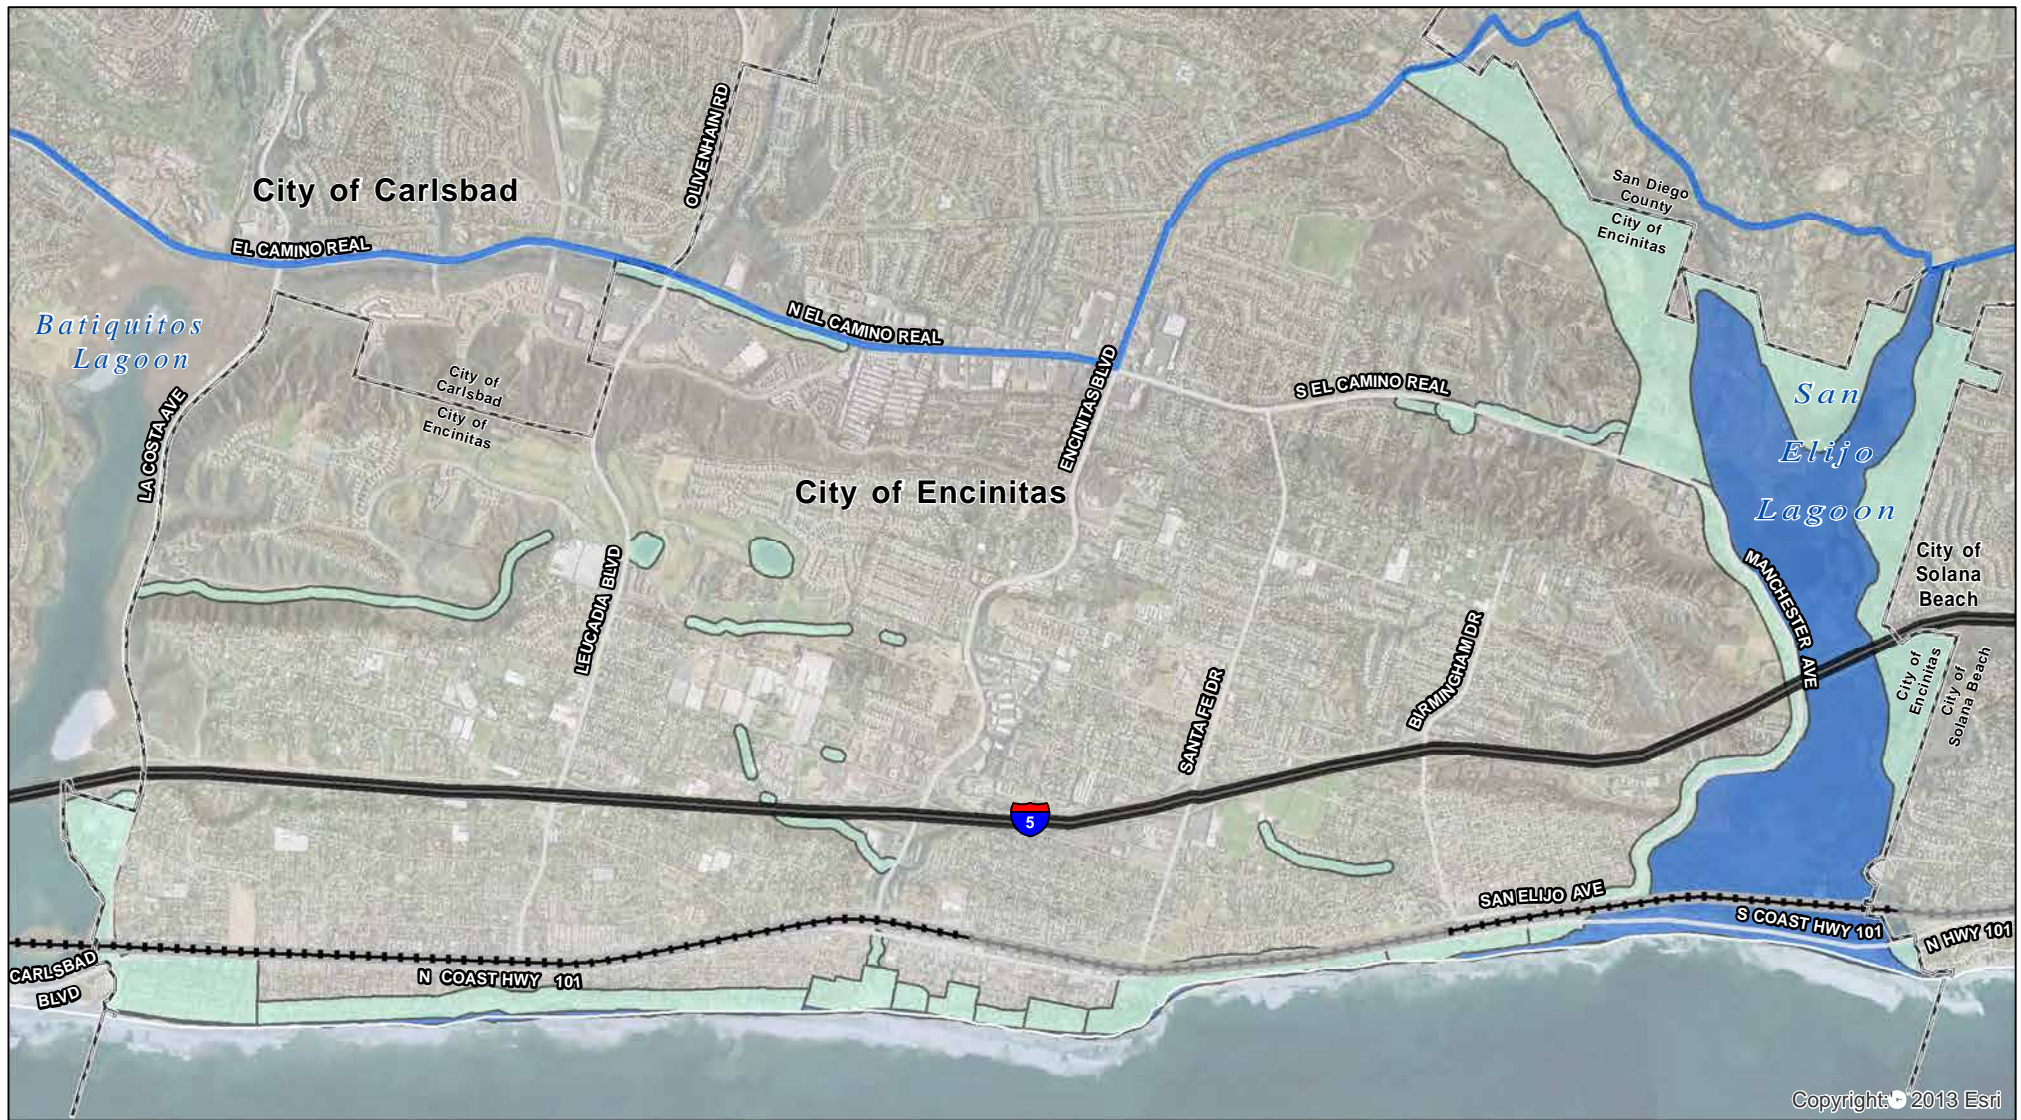 OLIVENHAIN RD
City of Carlsbad
EL CAMINO REAL
San Diego
County
City of
Encinitas
Batiquitos
Lagoon
N EL CAMINO REAL
City of
Carlsbad
City of
Encinitas
LA COSTA AVE
ENCINITAS BLVD
S EL CAMINO REAL
San
Elijo
Lagoon
City of Encinitas
LEUCADIA BLVD
MANCHESTER AVE
City of
Solana
Beach
BIRMINGHAM DR
SANTA FE DR
City of
Encinitas
City of
Solana Beach
5
SAN ELIJO AVE
S COAST HWY 101
N HWY 101
CARLSBAD
BLVD
N COAST HWY 101
Copyright:© 2013 Esri